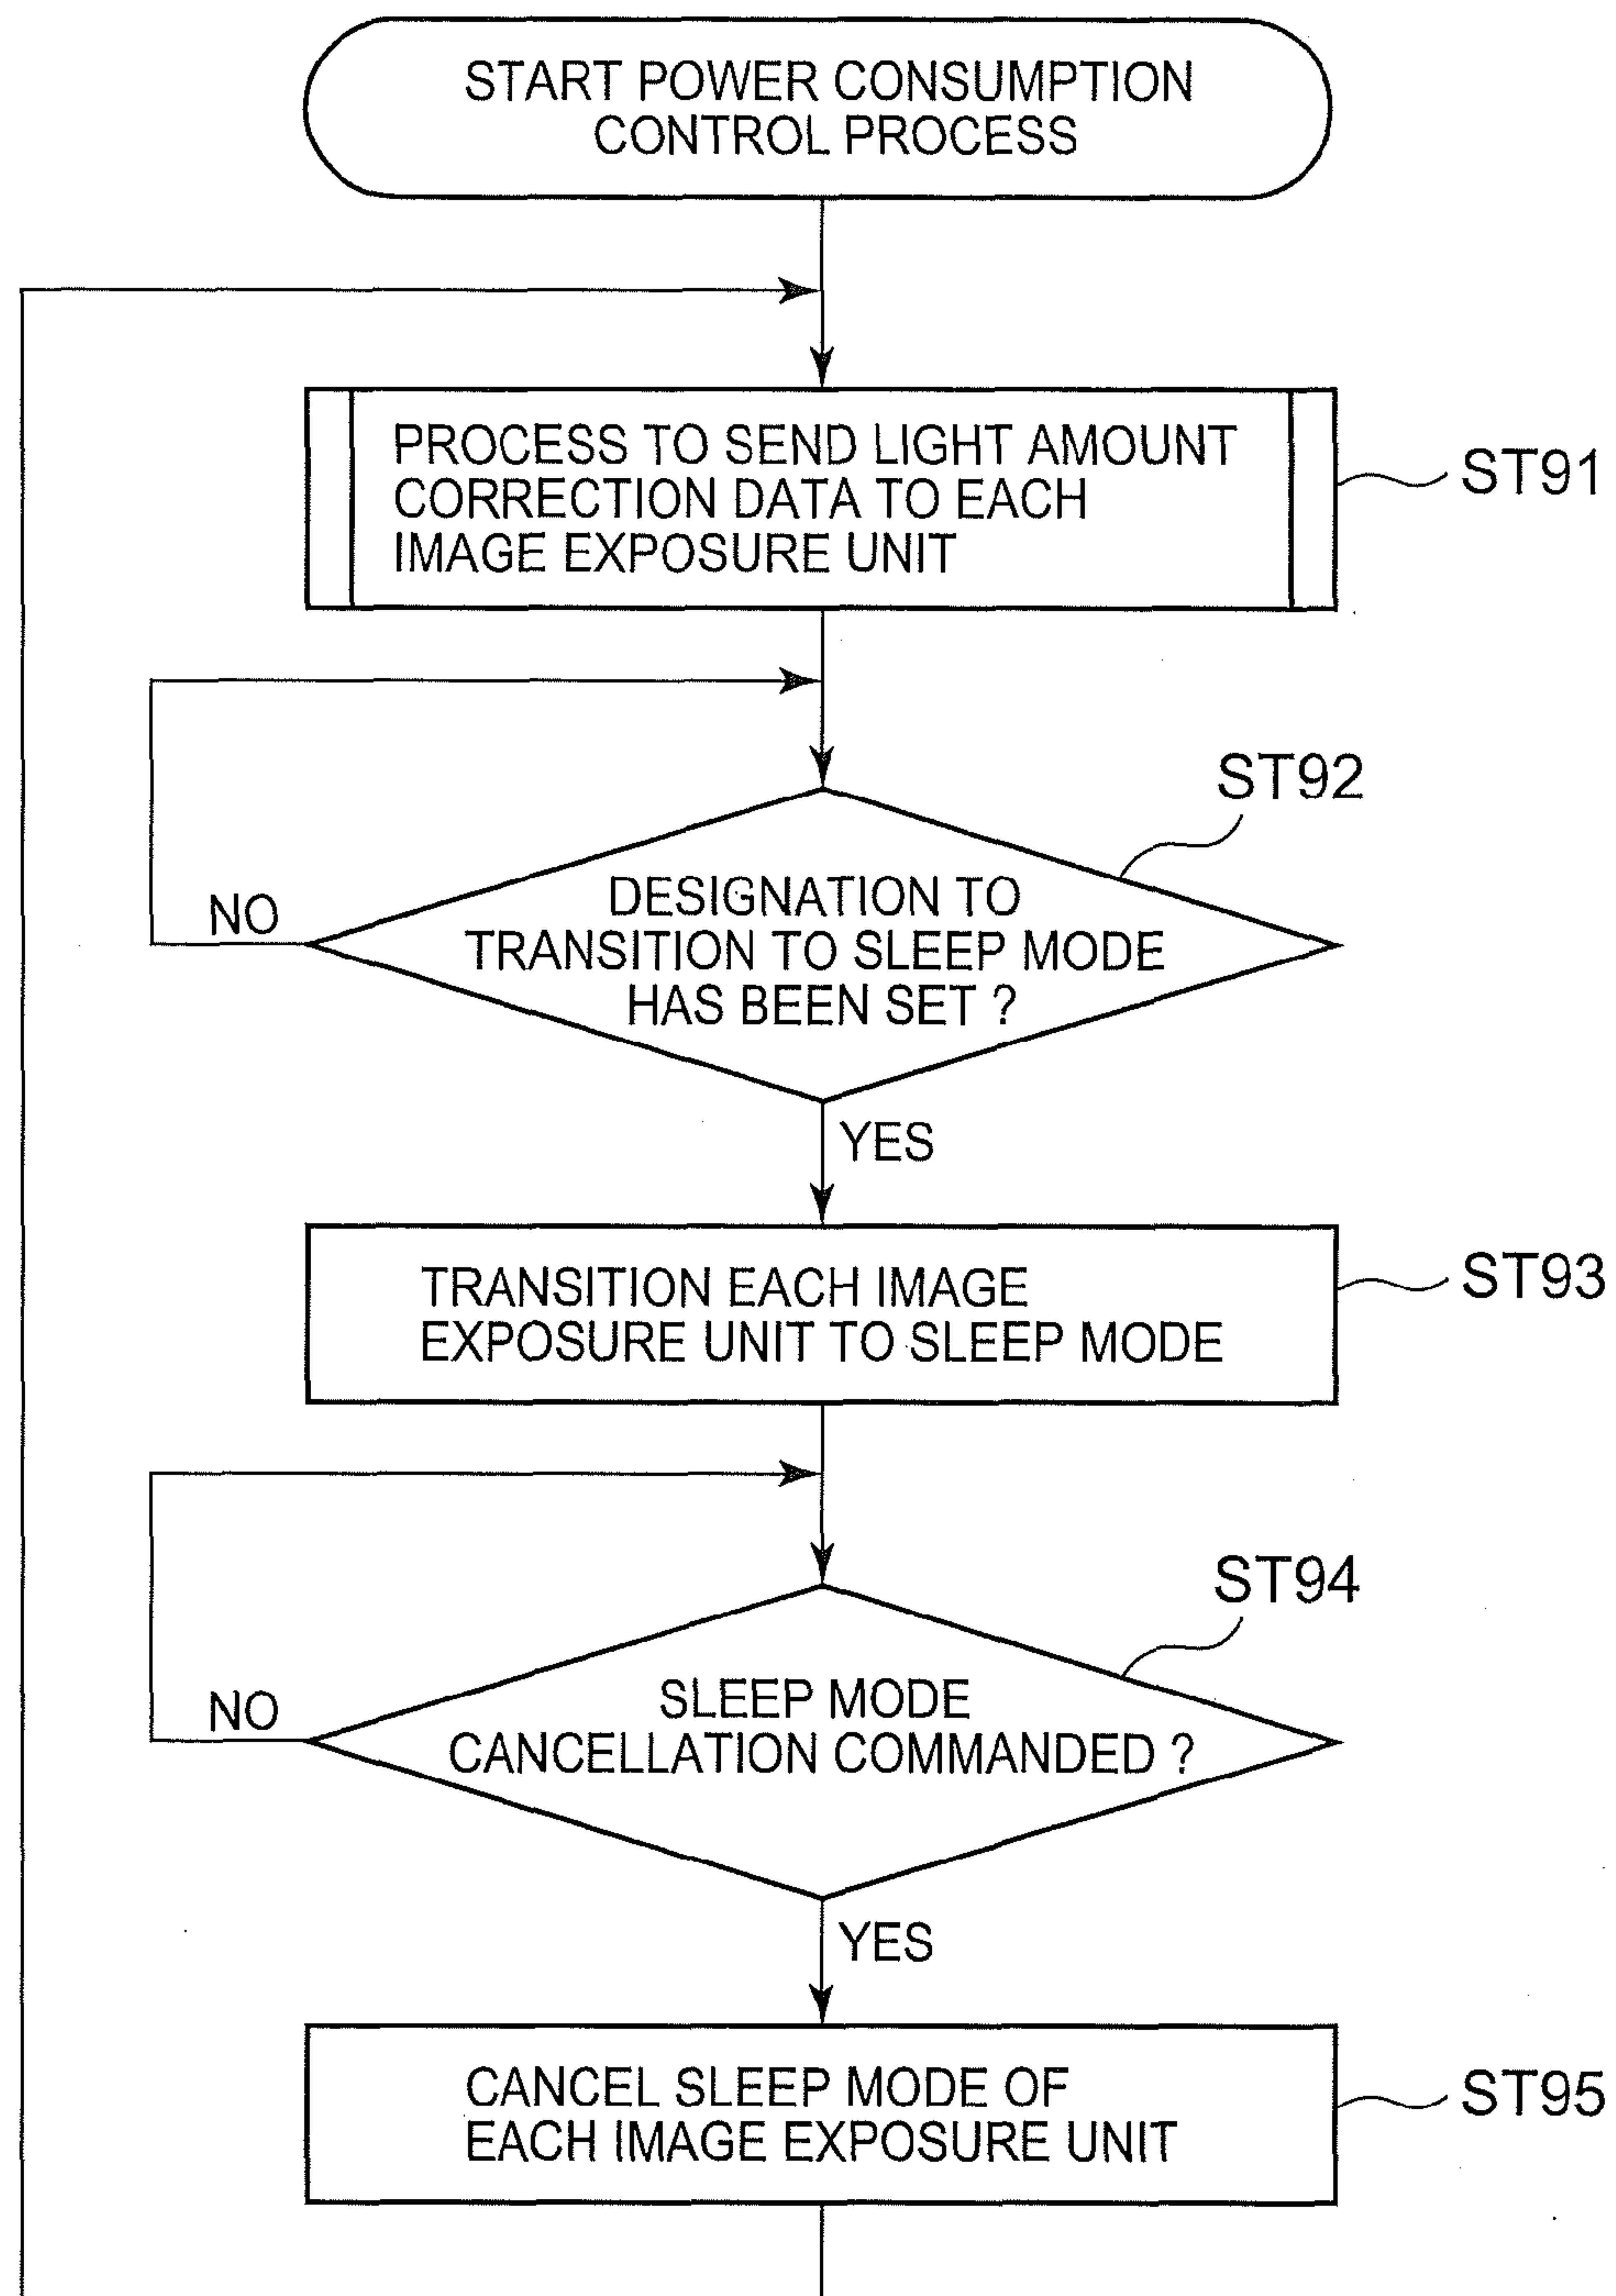 START POWER CONSUMPTION
CONTROL PROCESS
PROCESS TO SEND LIGHT AMOUNT
CORRECTION DATA TO EACH
IMAGE EXPOSURE UNIT
ST91
ST92
DESIGNATION TO
TRANSITION TO SLEEP MODE
HAS BEEN SET ?
NO
YES
TRANSITION EACH IMAGE
EXPOSURE UNIT TO SLEEP MODE
ST93
ST94
SLEEP MODE
CANCELLATION COMMANDED ?
NO
YES
CANCEL SLEEP MODE OF
EACH IMAGE EXPOSURE UNIT
ST95